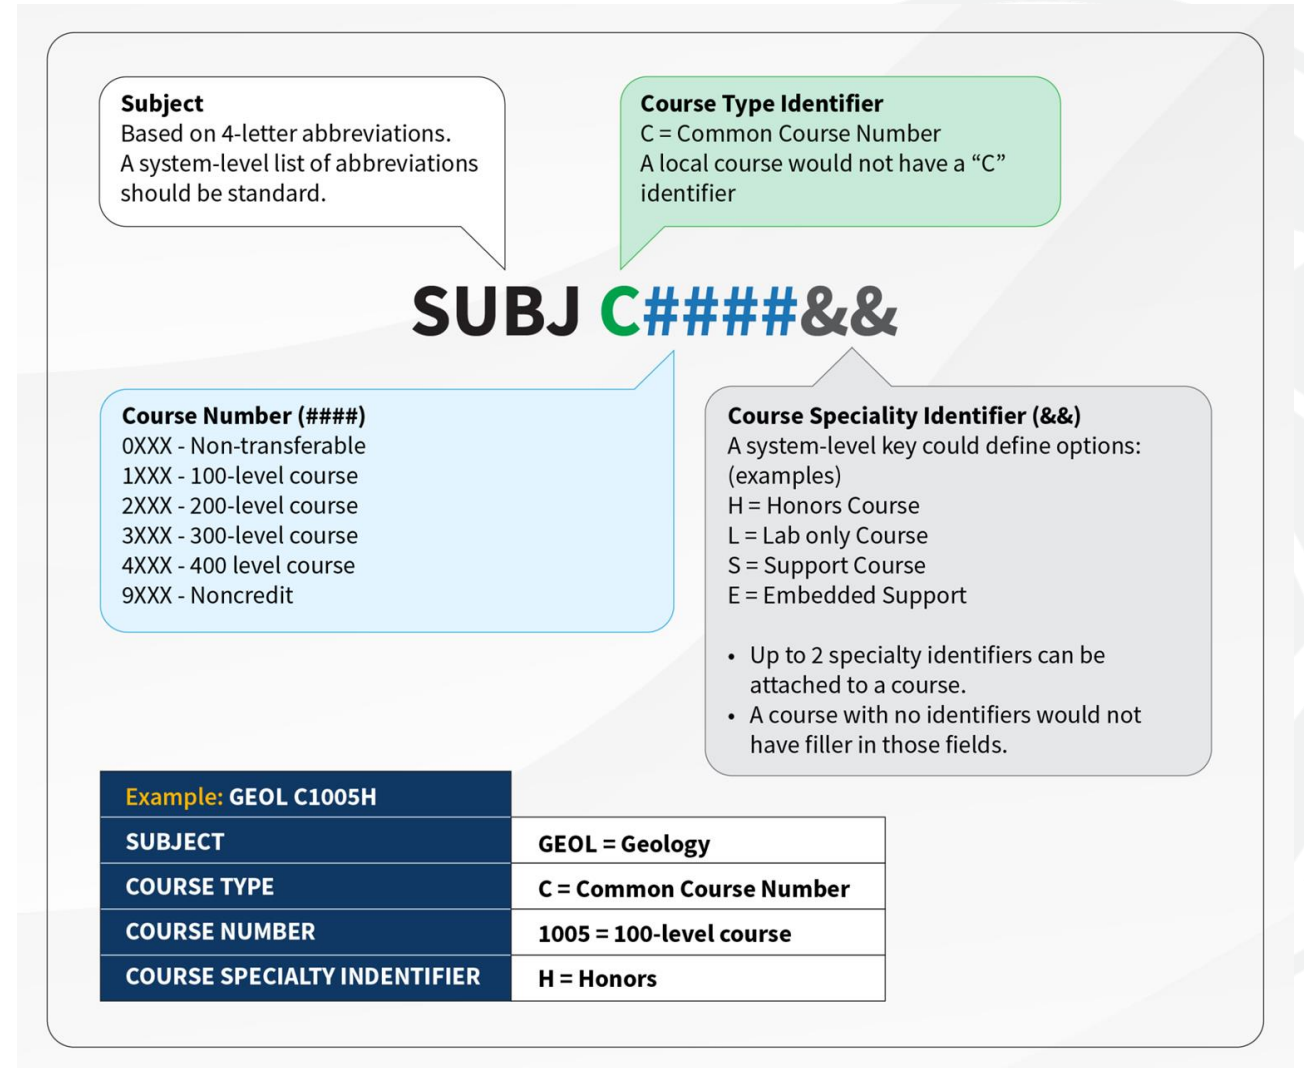 Subject
Based on 4-letter abbreviations.
A system-level list of abbreviations
should be standard.
Course Type Identifier
C = Common Course Number
A local course would not have a “C”
identifier
SUBJ C####&&
Course Number (####)
0XXX - Non-transferable
1XXX - 100-level course
2XXX - 200-level course
3XXX - 300-level course
4XXX - 400 level course
9XXX - Noncredit
Course Speciality Identifier (&&)
A system-level key could define options:
(examples)
H = Honors Course
L = Lab only Course
S = Support Course
E = Embedded Support
• Up to 2 specialty identifiers can be
attached to a course.
• A course with no identifiers would not
have filler in those fields.
Example: GEOL C1005H
SUBJECT GEOL = Geology
COURSE TYPE C = Common Course Number
COURSE NUMBER 1005 = 100-level course
COURSE SPECIALTY INDENTIFIER H = Honors